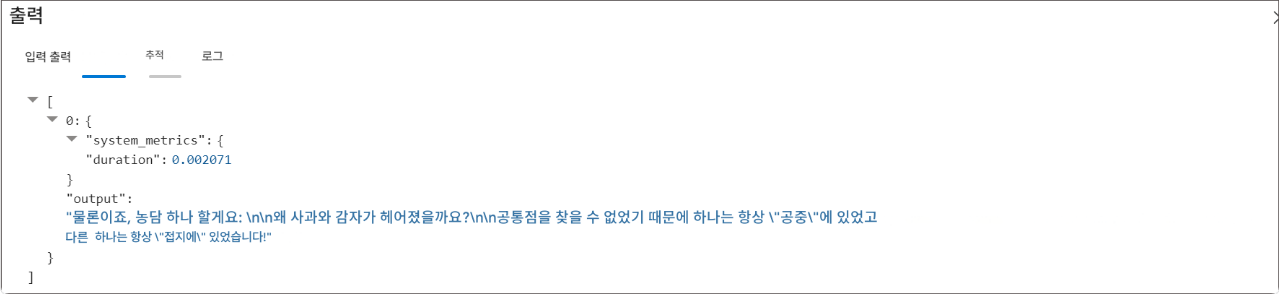 출력
입력 출력 추적 로그
[
0: {
"system_metrics": {
"duration": 0.002071
}
"output":
"물론이죠, 농담 하나 할게요: \n\n왜 사과와 감자가 헤어졌을까요?\n\n공통점을 찾을 수 없었기 때문에 하나는 항상 \"공중\"에 있었고
다른 하나는 항상 \"접지에\" 있었습니다!"
}
]